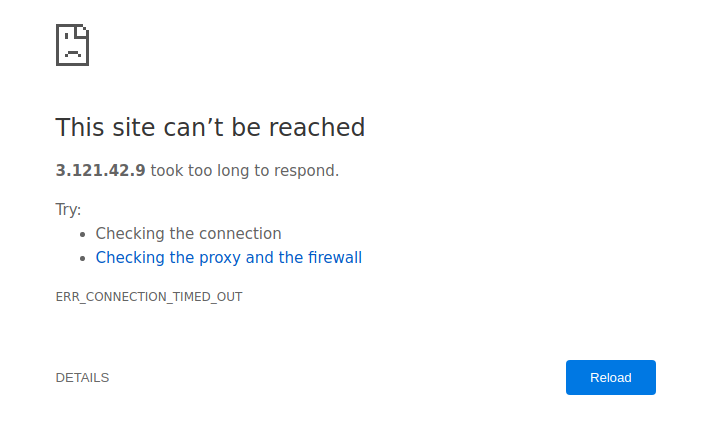 This site can’t be reached
3.121.42.9 took too long to respond.
Try:
Checking the connection
Checking the proxy and the firewall
ERR_CONNECTION_TIMED_OUT
DETAILS
Reload